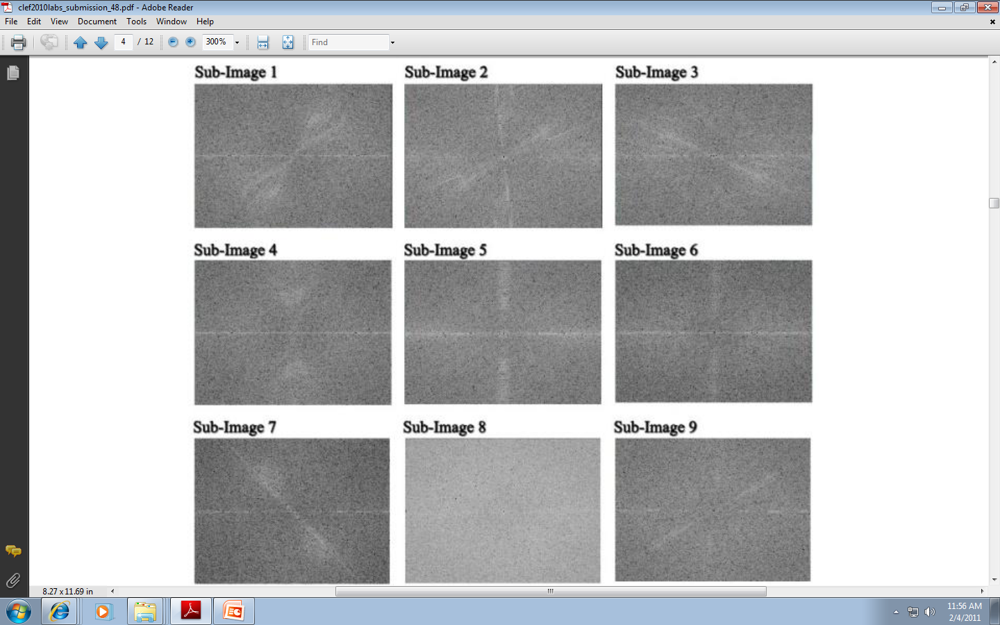 clef2010labs_submission_48.pdf - Adobe Reader
File Edit View Document Tools Window Help
4 / 12 300% Find
Sub-Image 1 Sub-Image 2 Sub-Image 3
Sub-Image 4 Sub-Image 5 Sub-Image 6
Sub-Image 7 Sub-Image 8 Sub-Image 9
8.27 x 11.69 in
11:56 AM
2/4/2011